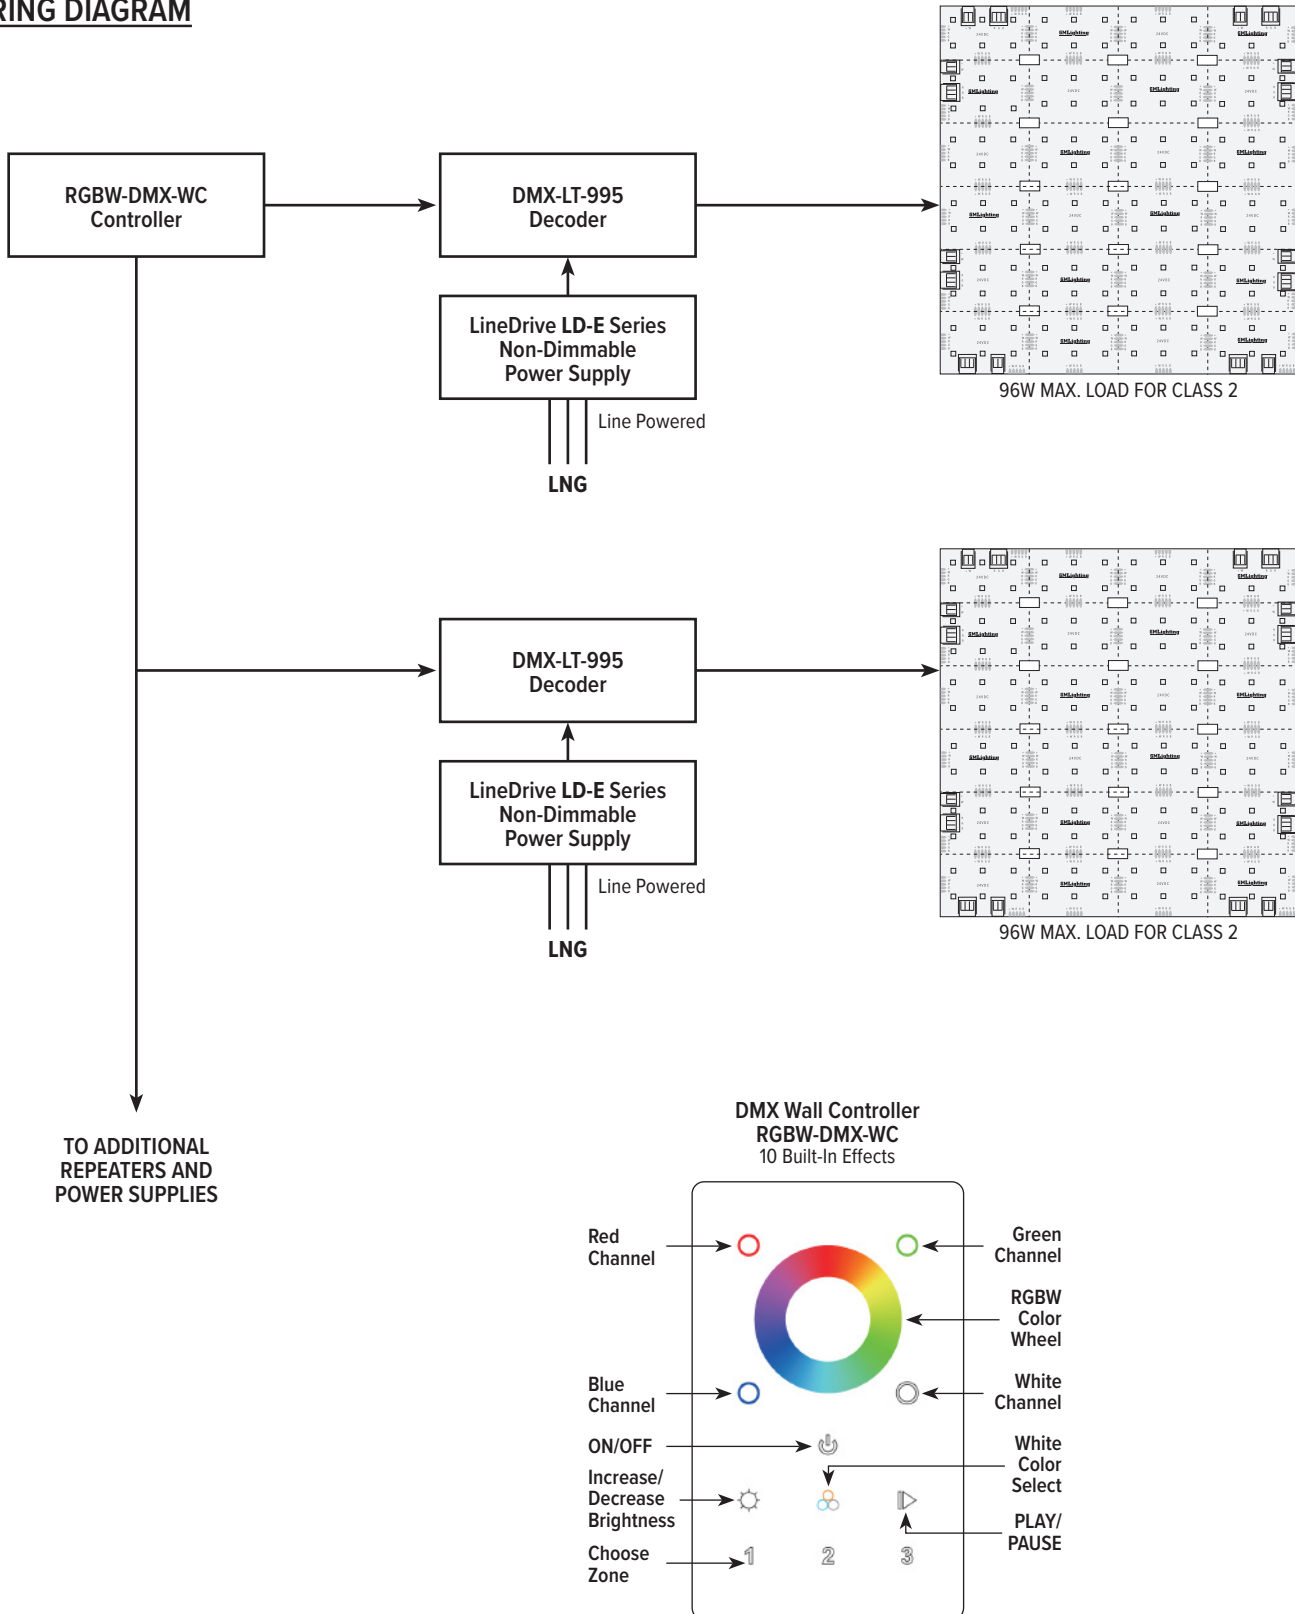 RING DIAGRAM
RGBW-DMX-WC
Controller
DMX-LT-995
Decoder
LineDrive LD-E Series
Non-Dimmable
Power Supply
Line Powered
LNG
96W MAX. LOAD FOR CLASS 2
DMX-LT-995
Decoder
LineDrive LD-E Series
Non-Dimmable
Power Supply
Line Powered
LNG
96W MAX. LOAD FOR CLASS 2
TO ADDITIONAL
REPEATERS AND
POWER SUPPLIES
DMX Wall Controller
RGBW-DMX-WC
10 Built-In Effects
Red
Channel
Green
Channel
RGBW
Color
Wheel
Blue
Channel
White
Channel
ON/OFF
White
Color
Select
Increase/
Decrease
Brightness
PLAY/
PAUSE
Choose
Zone
1 2 3